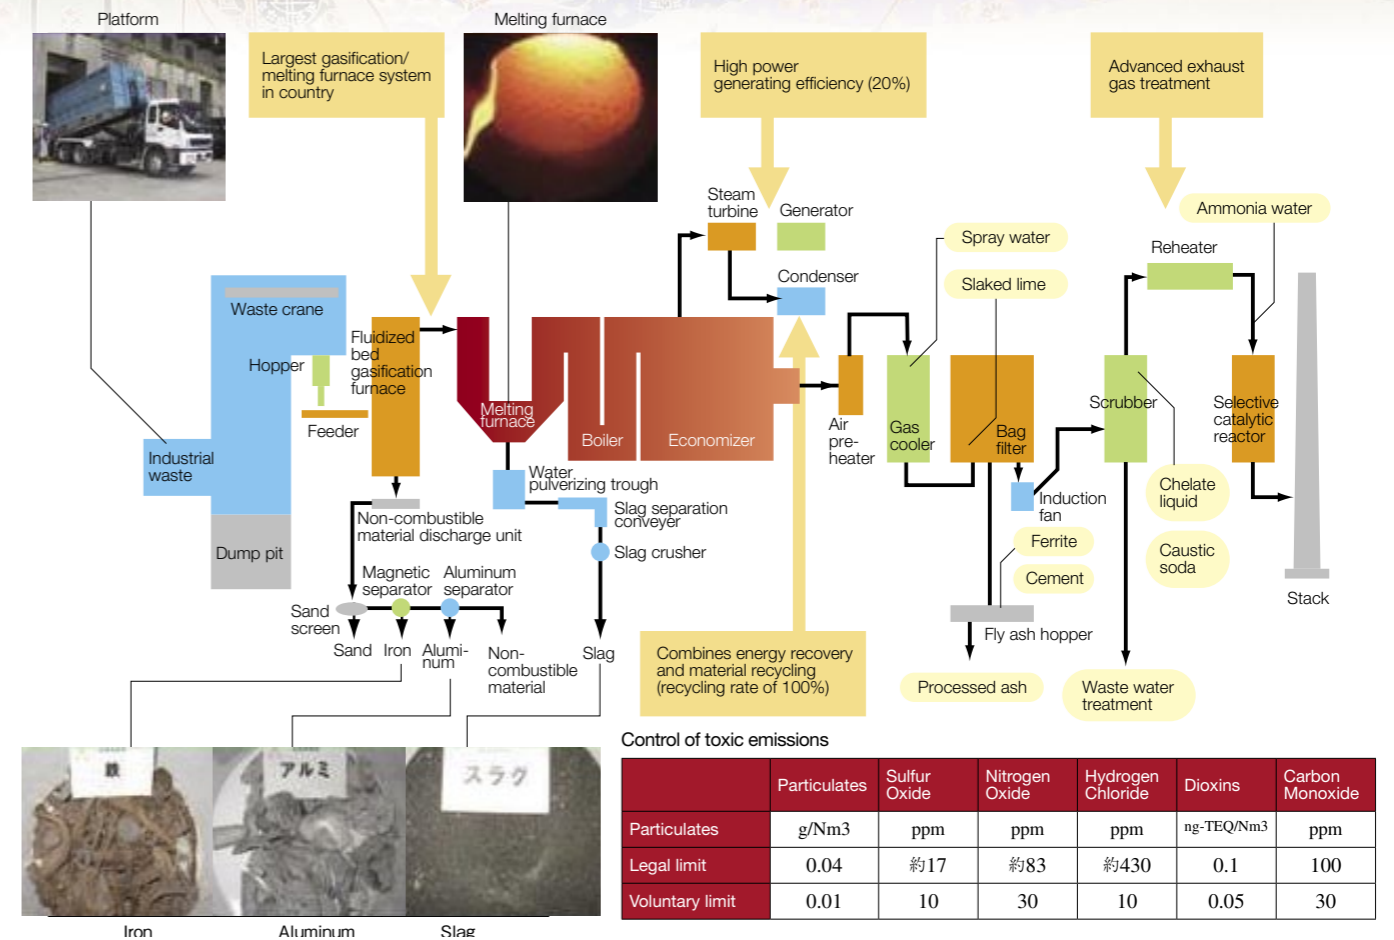 Platform
Melting furnace
Largest gasification/
melting furnace system
in country
High power
generating efficiency (20%)
Advanced exhaust
gas treatment
Steam
turbine
Generator
Condenser
Spray water
Slaked lime
Ammonia water
Reheater
Waste crane
Hopper
Feeder
Fluidized
bed
gasification
furnace
Industrial
waste
Dump pit
Melting
furnace
Boiler
Economizer
Air
pre-
heater
Gas
cooler
Bag
filter
Induction
fan
Scrubber
Selective
catalytic
reactor
Chelate
liquid
Caustic
soda
Stack
Water
pulverizing trough
Slag separation
conveyer
Slag crusher
Non-combustible
material discharge unit
Magnetic
separator
Aluminum
separator
Sand
screen
Sand
Iron
Alumi-
num
Non-
combustible
material
Slag
Ferrite
Cement
Fly ash hopper
Processed ash
Waste water
treatment
Combines energy recovery
and material recycling
(recycling rate of 100%)
鉄
アルミ
スラグ
Iron
Aluminum
Slag
Control of toxic emissions
Particulates
Sulfur
Oxide
Nitrogen
Oxide
Hydrogen
Chloride
Dioxins
Carbon
Monoxide
Particulates g/Nm3 ppm ppm ppm ng-TEQ/Nm3 ppm
Legal limit 0.04 約17 約83 約430 0.1 100
Voluntary limit 0.01 10 30 10 0.05 30